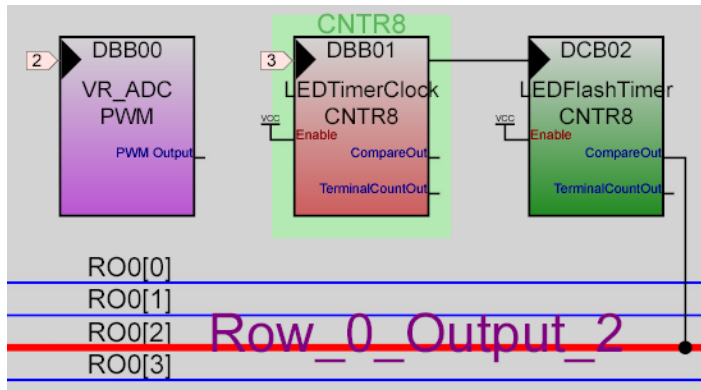 CNTR8
2
DBB00
VR_ADC
PWM
PWM Output
3
DBB01
LEDTimerClock
CNTR8
VCC
Enable
CompareOut
TerminalCountOut
DCB02
LEDFlashTimer
CNTR8
VCC
Enable
CompareOut
TerminalCountOut
RO0[0]
RO0[1]
RO0[2]
Row_0_Output_2
RO0[3]